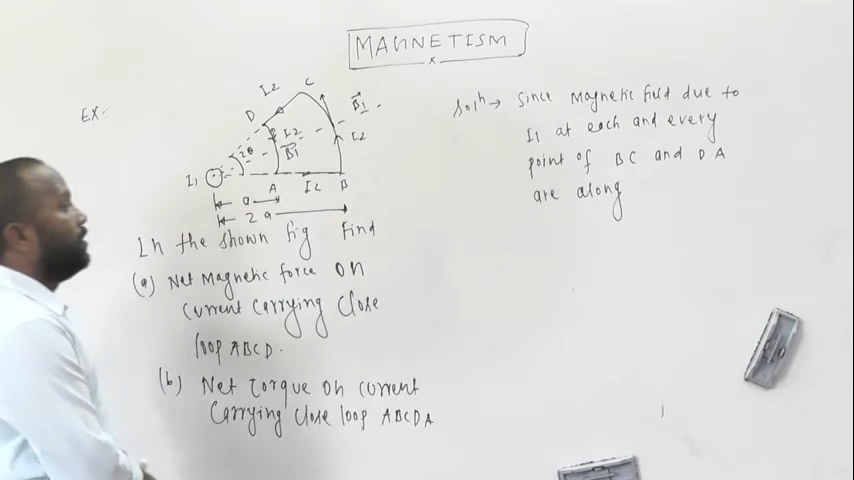 MAGNETISM
x
EX:
I2
C
D
B1
I2
I2
2θ
B1
I1
A
I2
B
a
2a
In the shown fig Find
(a) Net Magnetic force on
current carrying close
loop ABCD.
(b) Net Torque on current
carrying close loop ABCDA
Solⁿ→ Since Magnetic field due to
I1 at each and every
point of BC and DA
are along